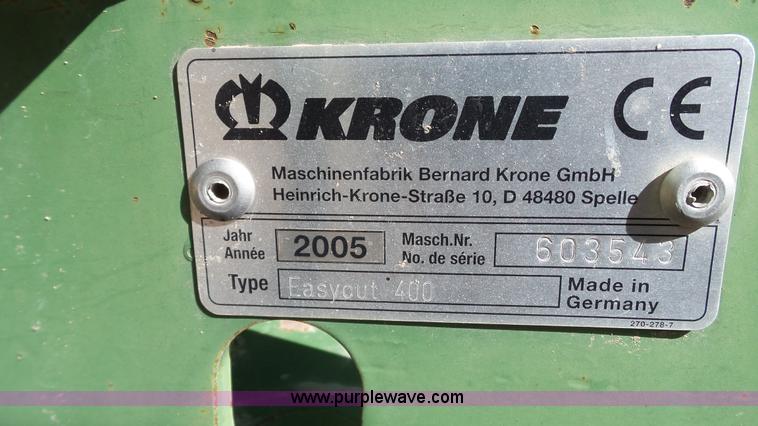 KRONE CE
Maschinenfabrik Bernard Krone GmbH
Heinrich-Krone-Straße 10, D 48480 Spelle
Jahr
Année
2005
Masch.Nr.
No. de série
603543
Type
Easycut 400
Made in
Germany
270-278-7
www.purplewave.com